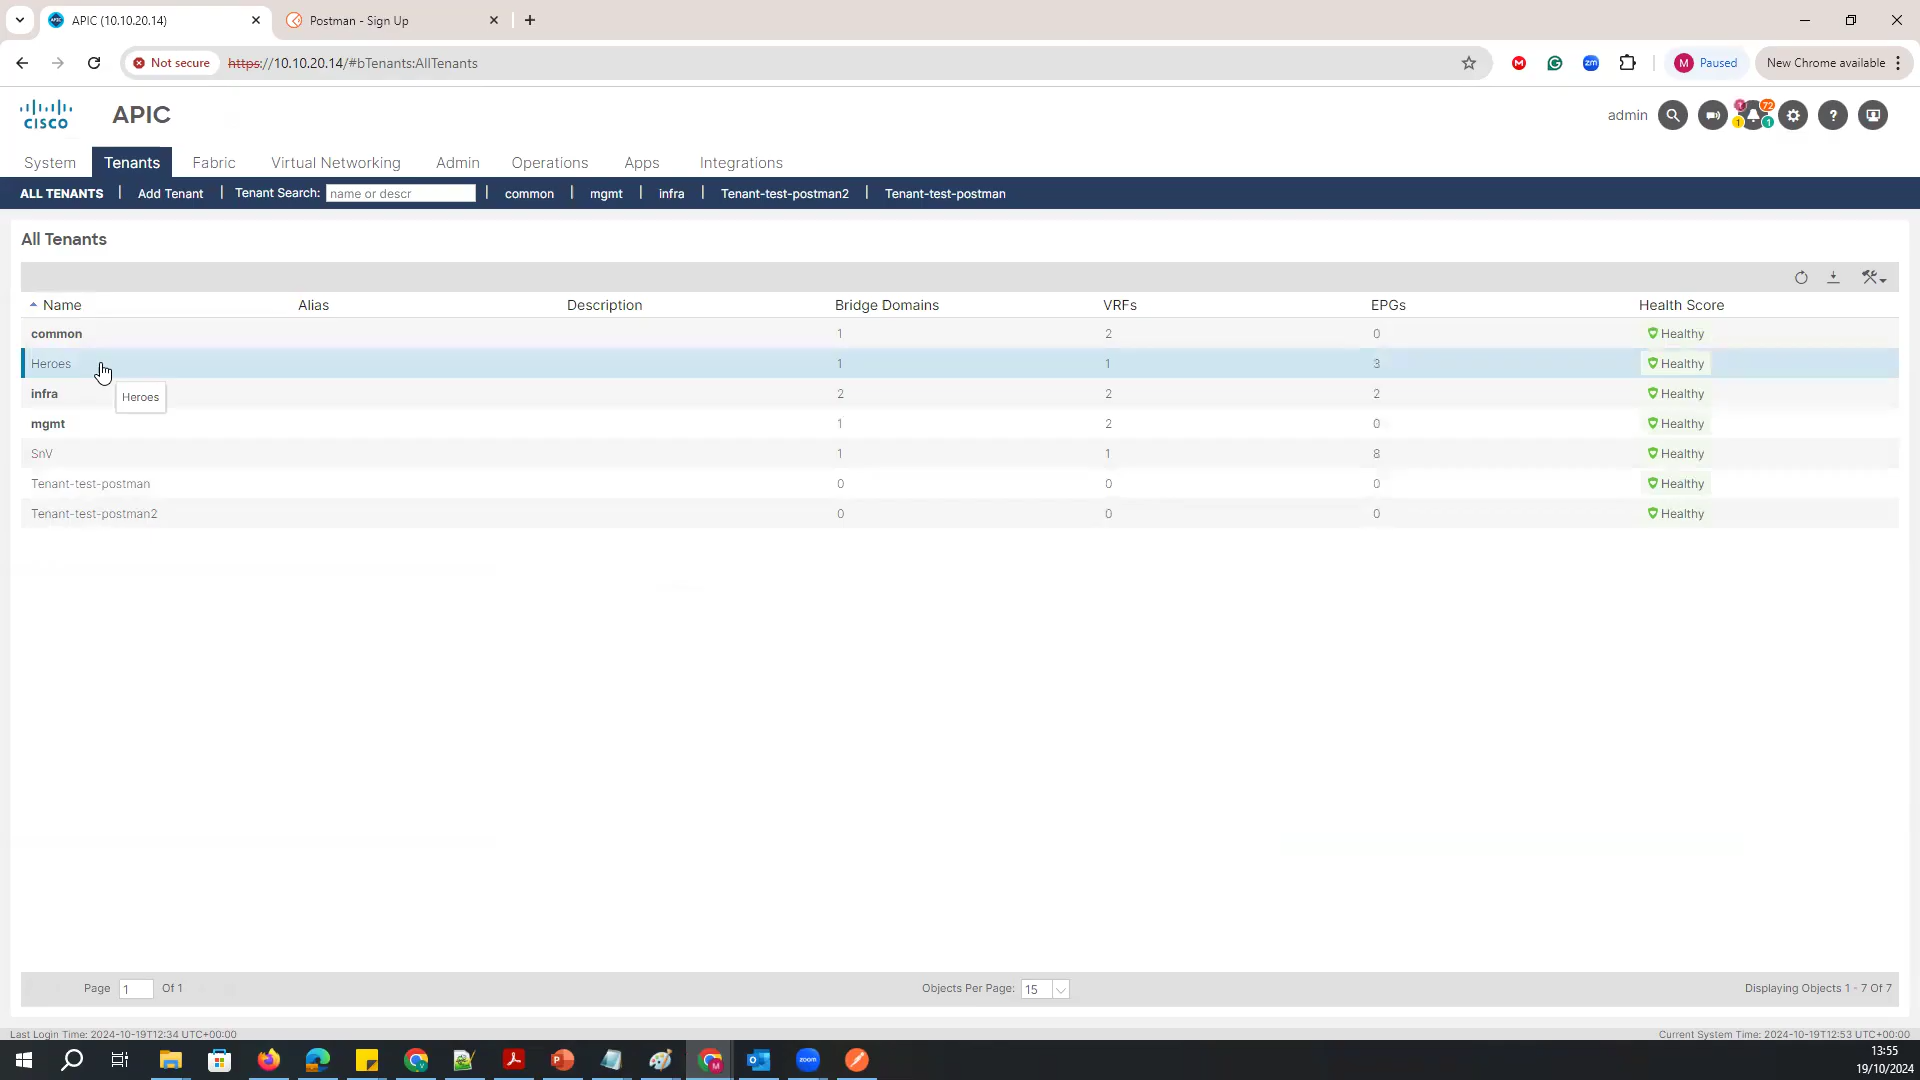 APIC (10.10.20.14)
Postman - Sign Up
Not secure
https://10.10.20.14/#bTenants:AllTenants
M
zm
M Paused
New Chrome available
CISCO
APIC
admin
72
1
1
?
System
Tenants
Fabric
Virtual Networking
Admin
Operations
Apps
Integrations
ALL TENANTS | Add Tenant | Tenant Search: name or descr | common | mgmt | infra | Tenant-test-postman2 | Tenant-test-postman
All Tenants
Name Alias Description Bridge Domains VRFs EPGs Health Score
common 1 2 0 Healthy
Heroes 1 1 3 Healthy
Heroes
infra 2 2 2 Healthy
mgmt 1 2 0 Healthy
SnV 1 1 8 Healthy
Tenant-test-postman 0 0 0 Healthy
Tenant-test-postman2 0 0 0 Healthy
Page 1 Of 1
Objects Per Page: 15
Displaying Objects 1 - 7 Of 7
Last Login Time: 2024-10-19T12:34 UTC+00:00
Current System Time: 2024-10-19T12:53 UTC+00:00
zoom
13:55
19/10/2024